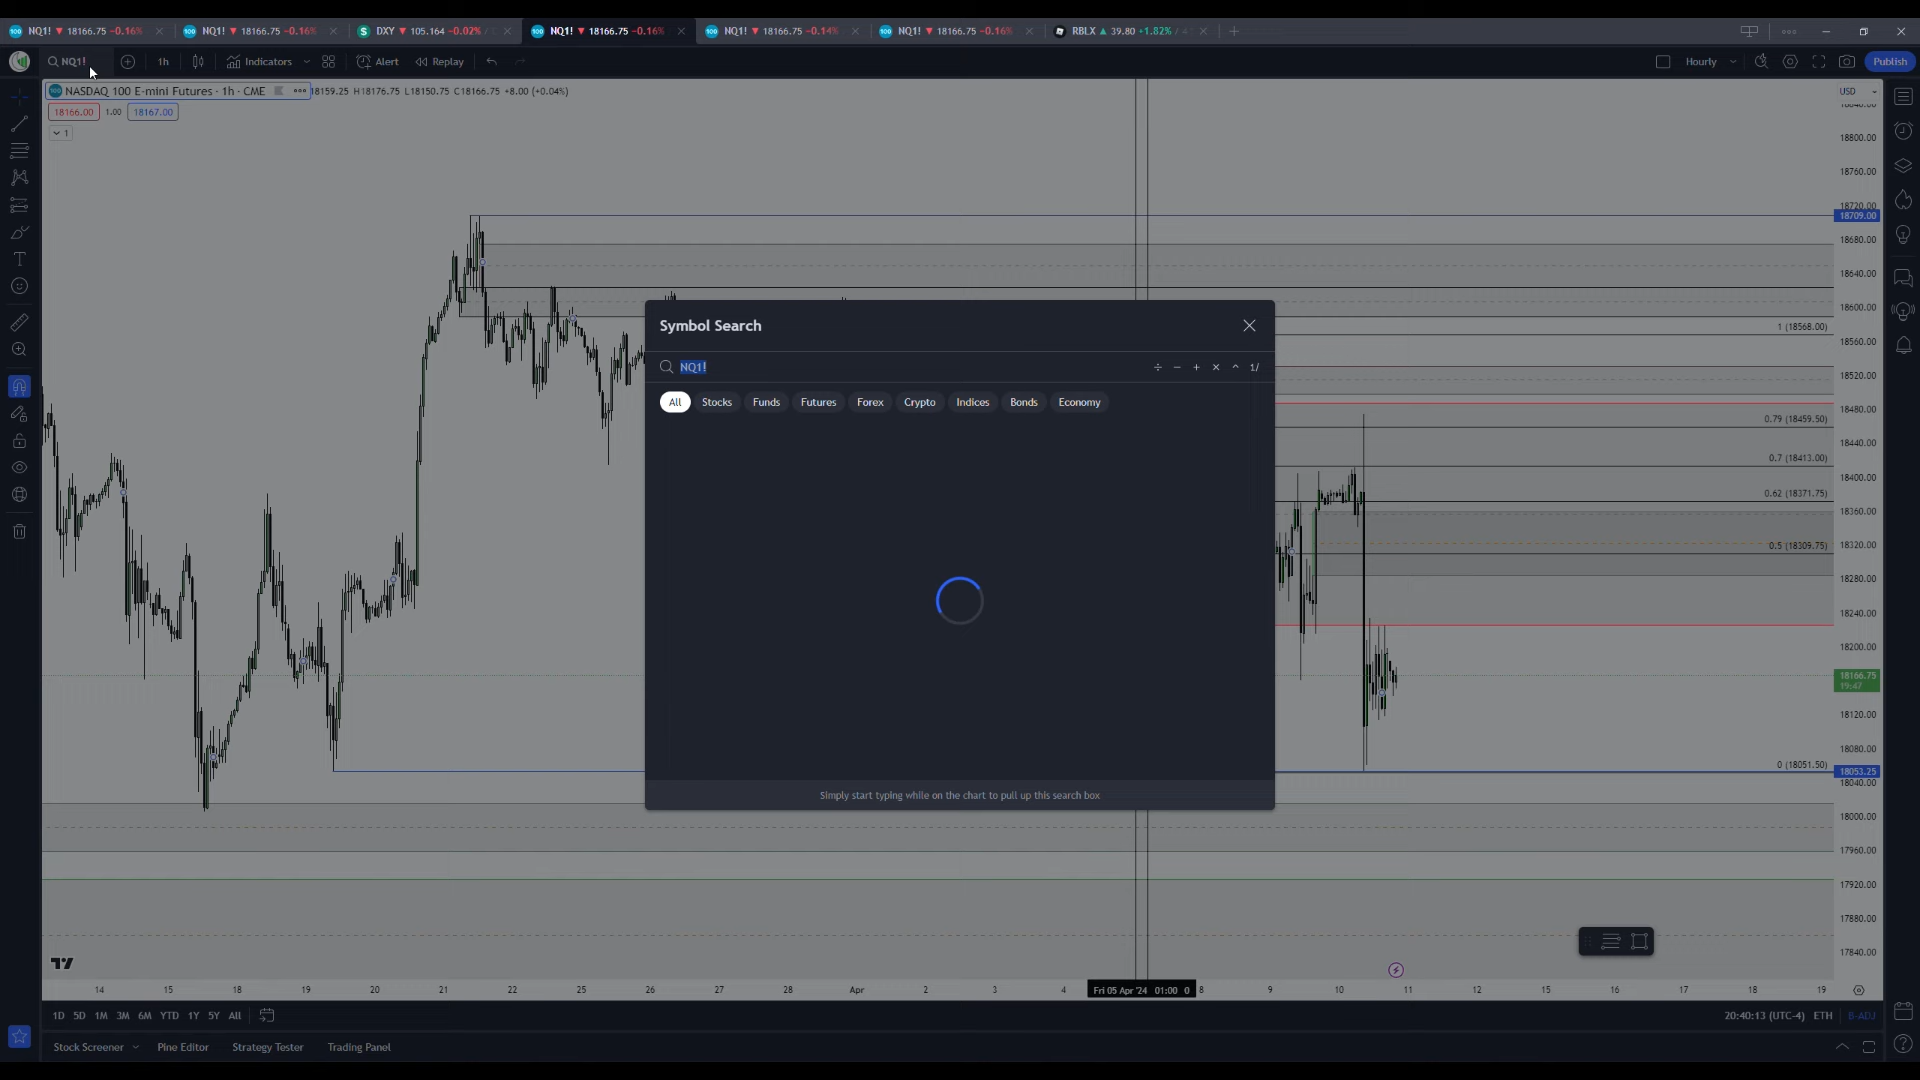 NQ1! ▼ 18166.75 -0.16%
NQ1! ▼ 18166.75 -0.16%
DXY ▼ 105.164 -0.02%
NQ1! ▼ 18166.75 -0.16%
NQ1! ▼ 18166.75 -0.14%
NQ1! ▼ 18166.75 -0.16%
RBLX ▲ 39.80 +1.82%
NQ1!
1h
Indicators
Alert
Replay
Hourly
Publish
NASDAQ 100 E-mini Futures · 1h · CME
18159.25 H18176.75 L18150.75 C18166.75 +8.00 (+0.04%)
USD
18166.00 1.00 18167.00
1
18800.00
18760.00
18720.00
18709.00
18680.00
18640.00
18600.00
1 (18568.00)
18560.00
18520.00
18480.00
0.79 (18459.50)
18440.00
0.7 (18413.00)
18400.00
0.62 (18371.75)
18360.00
18320.00
0.5 (18309.75)
18280.00
18240.00
18200.00
18166.75
19:47
18120.00
18080.00
0 (18051.50)
18053.25
18040.00
18000.00
17960.00
17920.00
17880.00
17840.00
Symbol Search
NQ1!
÷ − + × ^ 1/
All Stocks Funds Futures Forex Crypto Indices Bonds Economy
Simply start typing while on the chart to pull up this search box
14 15 18 19 20 21 22 25 26 27 28 Apr 2 3 4 Fri 05 Apr '24 01:00 0 8 9 10 11 12 15 16 17 18 19
1D 5D 1M 3M 6M YTD 1Y 5Y All
20:40:13 (UTC-4) ETH B-ADJ
Stock Screener Pine Editor Strategy Tester Trading Panel